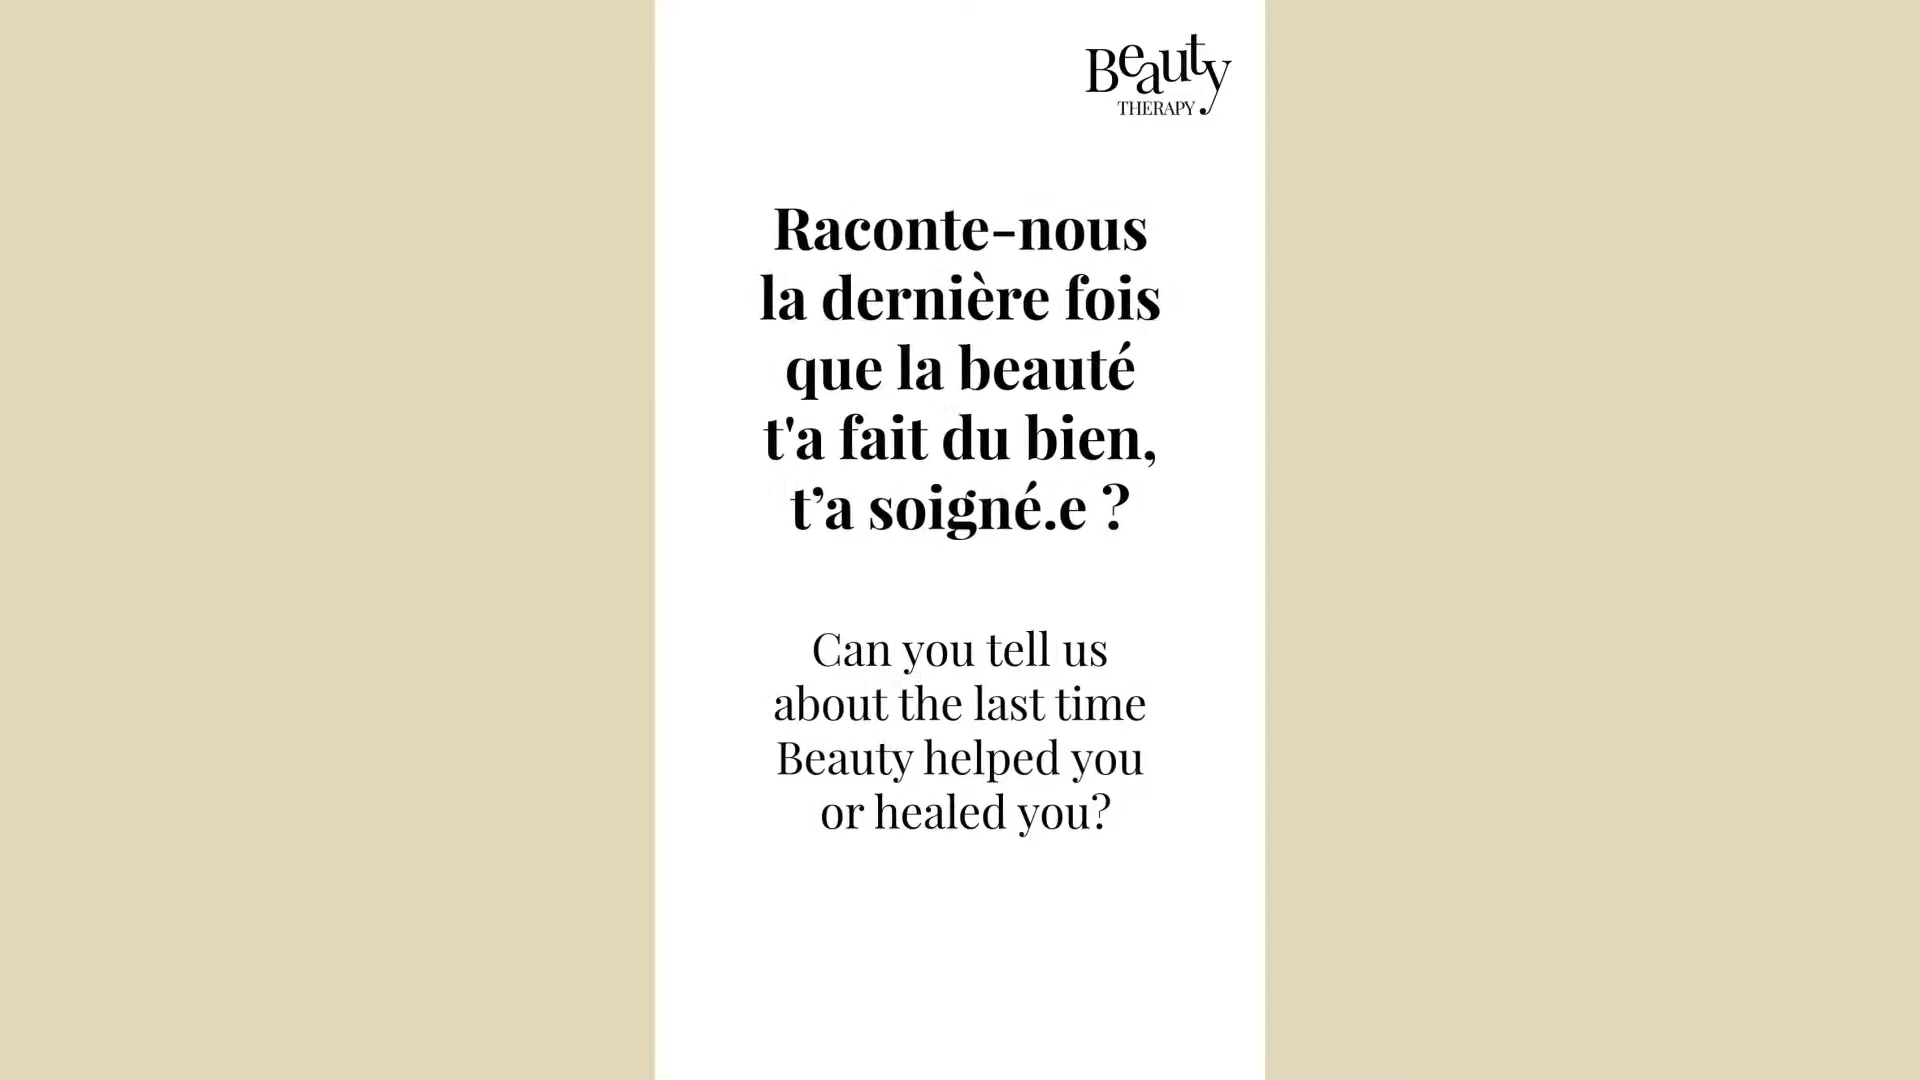 Beauty
THERAPY
Raconte-nous
la dernière fois
que la beauté
t'a fait du bien,
t’a soigné.e ?
Can you tell us
about the last time
Beauty helped you
or healed you?